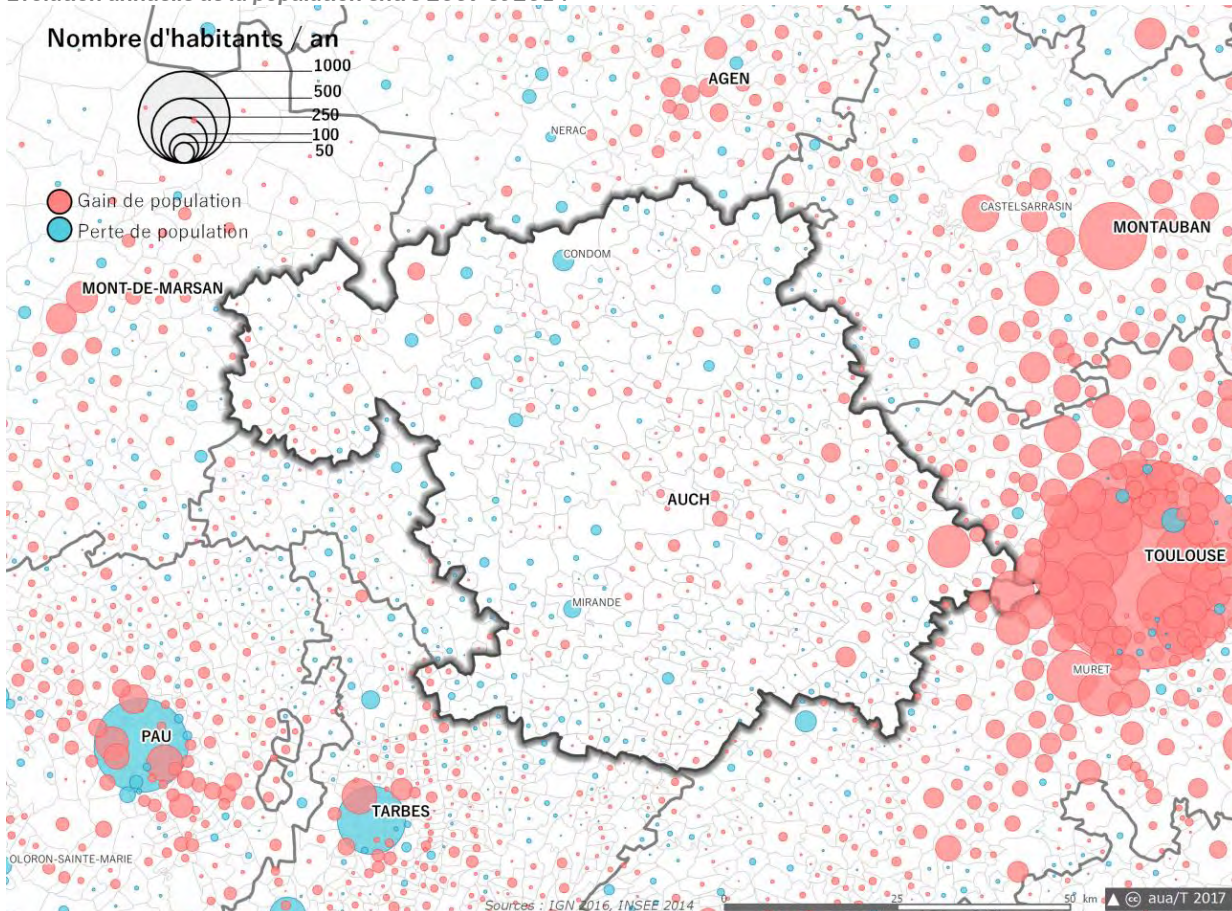 Nombre d'habitants / an
1000
500
250
100
50
Gain de population
Perte de population
AGEN
NERAC
CASTELSARRASIN
MONTAUBAN
CONDOM
MONT-DE-MARSAN
AUCH
TOULOUSE
MIRANDE
MURET
PAU
TARBES
OLORON-SAINTE-MARIE
Sources : IGN 2016, INSEE 2014
0 25 50 km
cc aua/T 2017